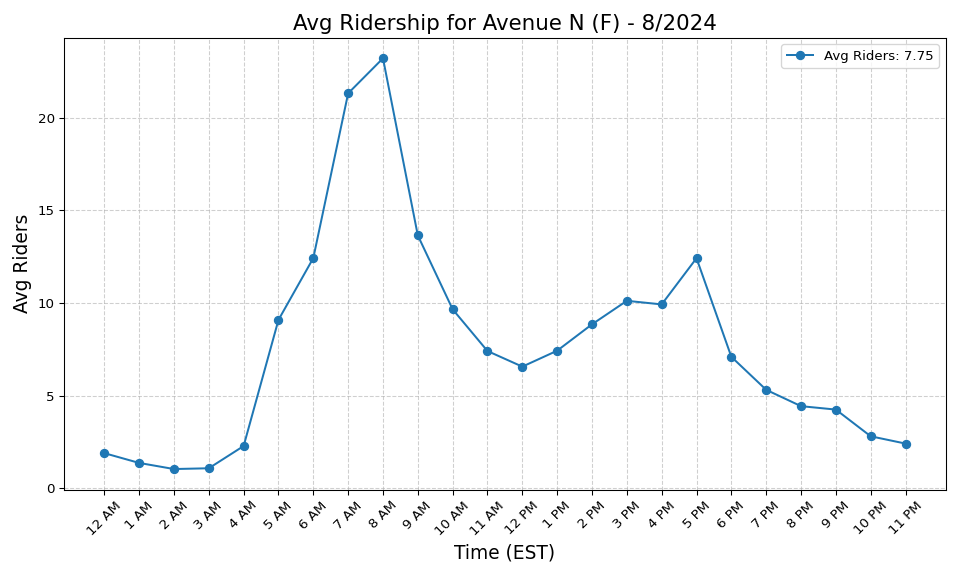 Avg Ridership for Avenue N (F) - 8/2024
Avg Riders: 7.75
Avg Riders
20
15
10
5
0
12 AM
1 AM
2 AM
3 AM
4 AM
5 AM
6 AM
7 AM
8 AM
9 AM
10 AM
11 AM
12 PM
1 PM
2 PM
3 PM
4 PM
5 PM
6 PM
7 PM
8 PM
9 PM
10 PM
11 PM
Time (EST)